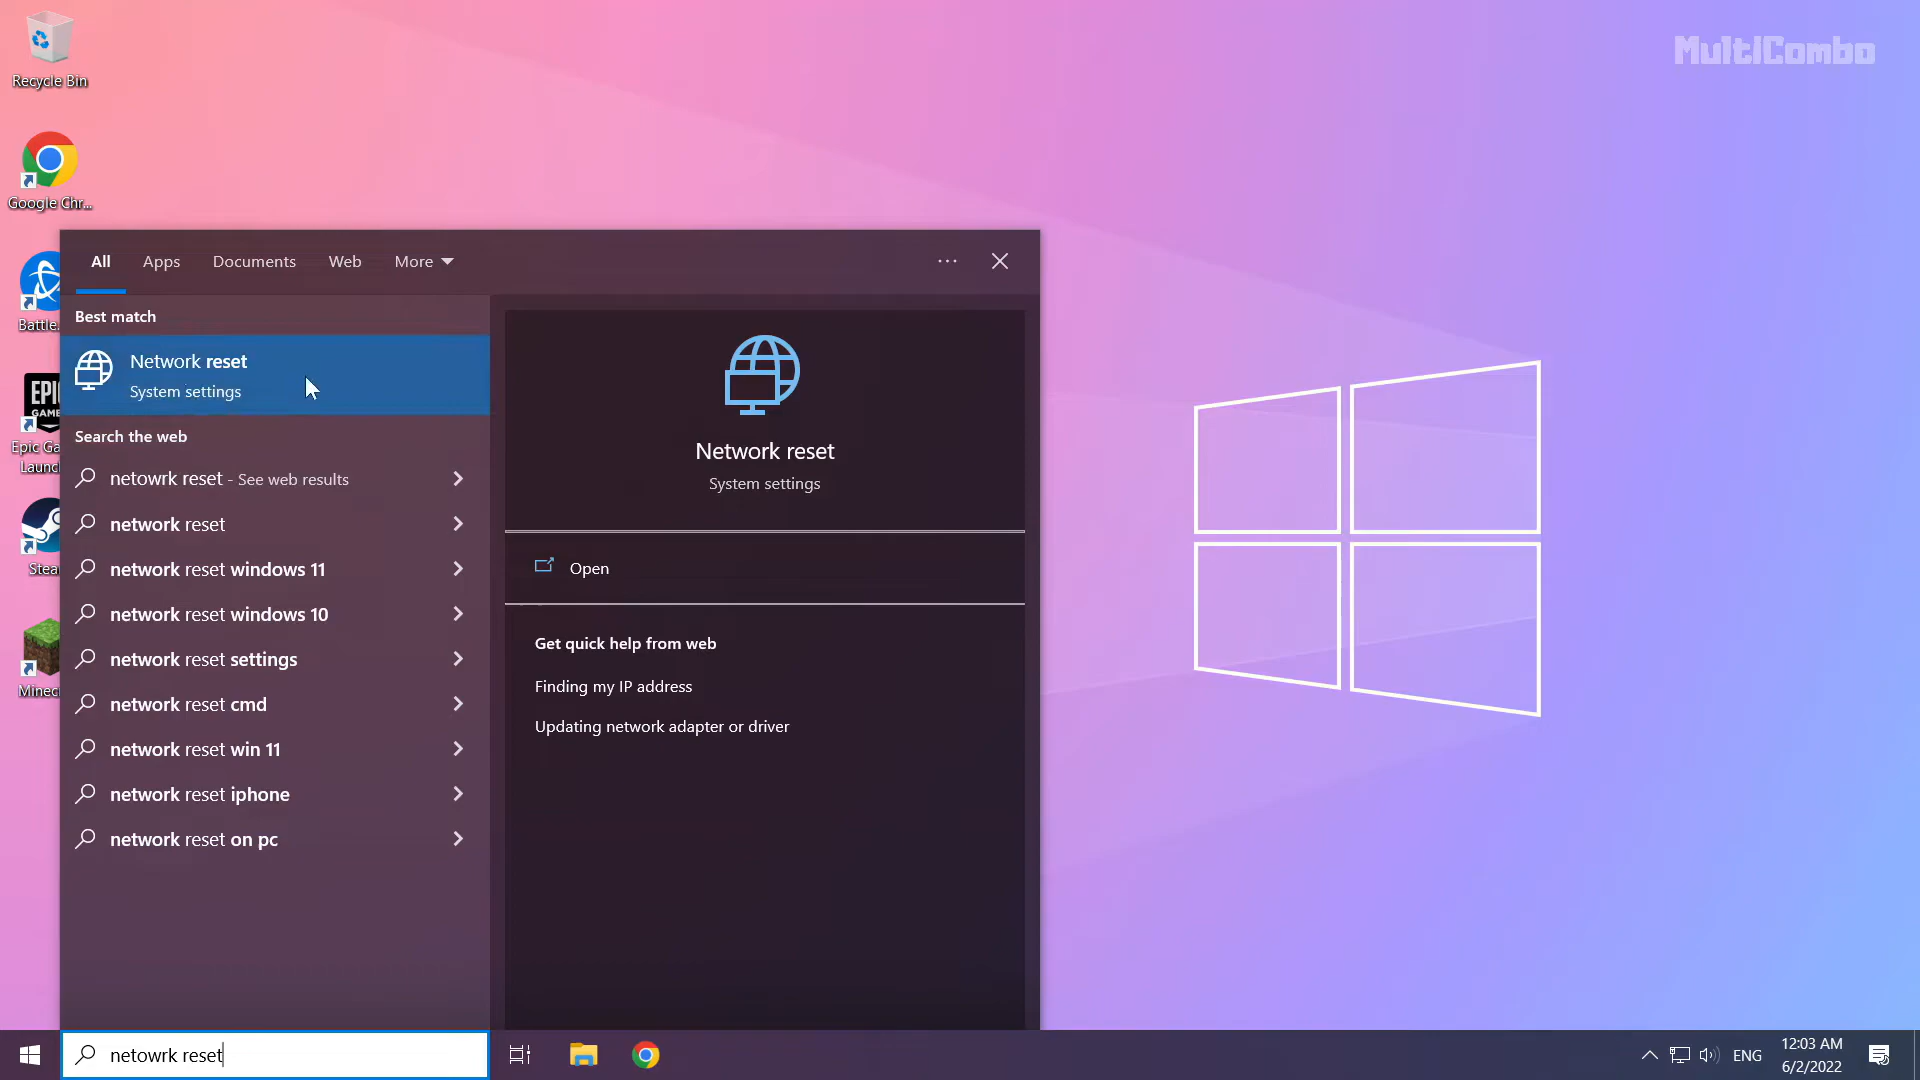 Recycle Bin
MultiCombo
Google Chr...
All
Apps
Documents
Web
More
...
Battle.
Best match
Network reset
System settings
EPIC
GAME
Epic Ga
Launc
Search the web
netowrk reset - See web results
network reset
network reset windows 11
network reset windows 10
network reset settings
network reset cmd
network reset win 11
network reset iphone
network reset on pc
Stea
Minec
Network reset
System settings
Open
Get quick help from web
Finding my IP address
Updating network adapter or driver
netowrk reset
ENG
12:03 AM
6/2/2022